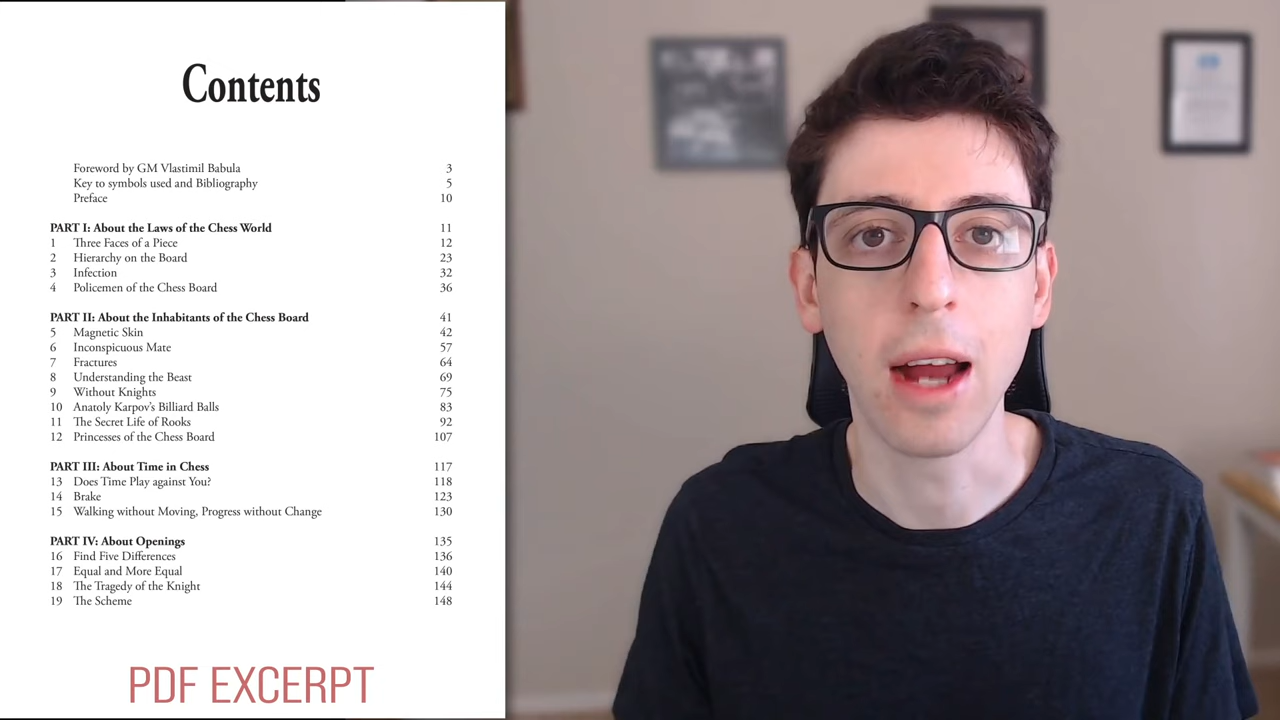 Contents
Foreword by GM Vlastimil Babula 3
Key to symbols used and Bibliography 5
Preface 10
PART I: About the Laws of the Chess World 11
1 Three Faces of a Piece 12
2 Hierarchy on the Board 23
3 Infection 32
4 Policemen of the Chess Board 36
PART II: About the Inhabitants of the Chess Board 41
5 Magnetic Skin 42
6 Inconspicuous Mate 57
7 Fractures 64
8 Understanding the Beast 69
9 Without Knights 75
10 Anatoly Karpov's Billiard Balls 83
11 The Secret Life of Rooks 92
12 Princesses of the Chess Board 107
PART III: About Time in Chess 117
13 Does Time Play against You? 118
14 Brake 123
15 Walking without Moving, Progress without Change 130
PART IV: About Openings 135
16 Find Five Differences 136
17 Equal and More Equal 140
18 The Tragedy of the Knight 144
19 The Scheme 148
PDF EXCERPT